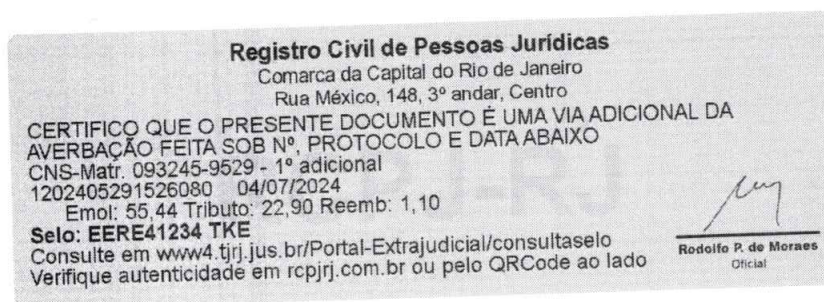 Registro Civil de Pessoas Jurídicas
Comarca da Capital do Rio de Janeiro
Rua México, 148, 3º andar, Centro
CERTIFICO QUE O PRESENTE DOCUMENTO É UMA VIA ADICIONAL DA
AVERBAÇÃO FEITA SOB Nº, PROTOCOLO E DATA ABAIXO
CNS-Matr. 093245-9529 - 1º adicional
1202405291526080 04/07/2024
Emol: 55,44 Tributo: 22,90 Reemb: 1,10
Selo: EERE41234 TKE
Consulte em www4.tjrj.jus.br/Portal-Extrajudicial/consultaselo
Verifique autenticidade em rcpjrj.com.br ou pelo QRCode ao lado
Rodolfo P. de Moraes
Oficial